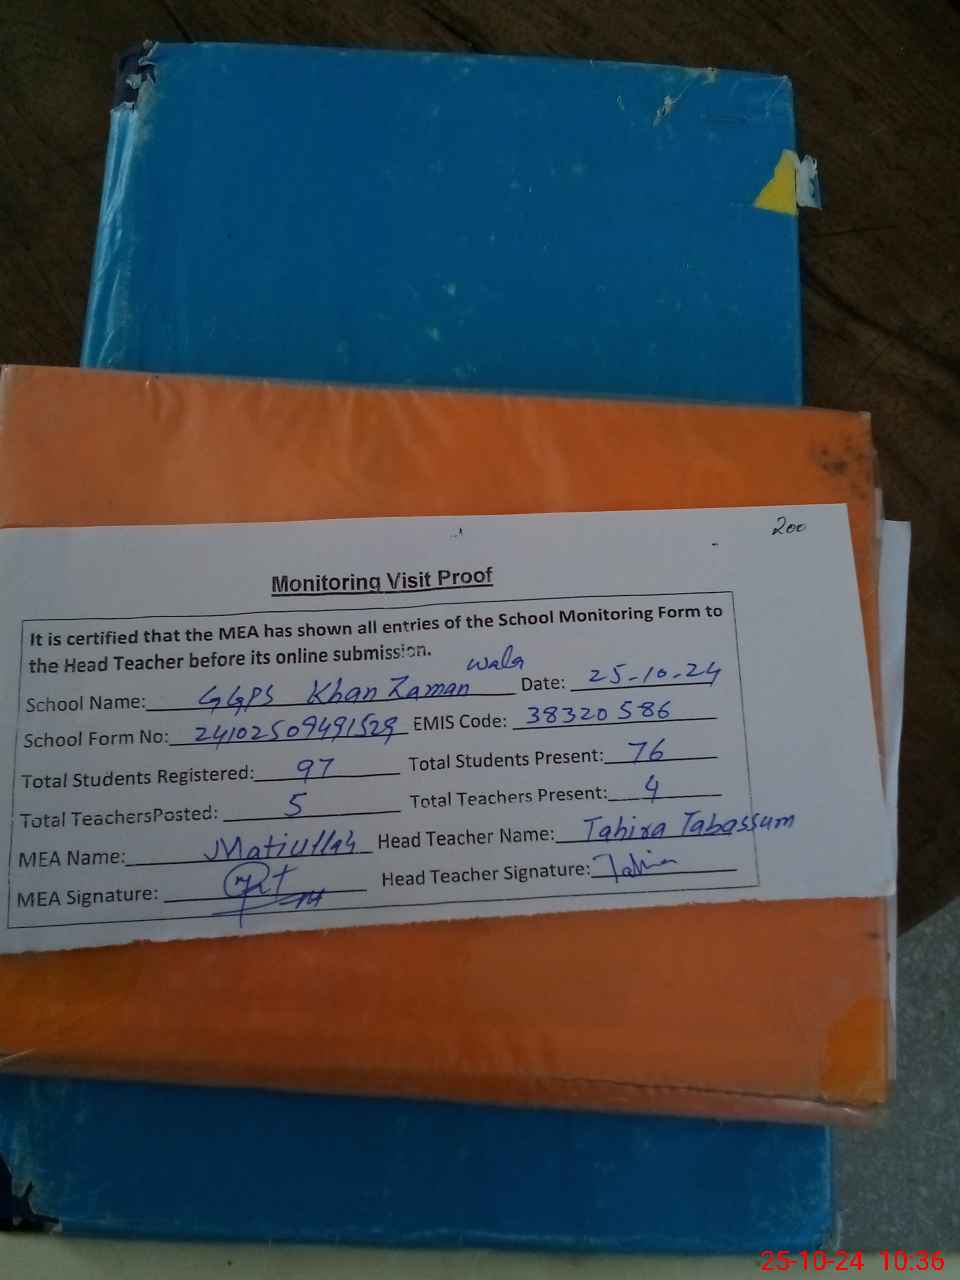 200
Monitoring Visit Proof
It is certified that the MEA has shown all entries of the School Monitoring Form to
the Head Teacher before its online submission.
School Name: GGPS Khan Zaman wala Date: 25-10-24
School Form No: 24102509491529 EMIS Code: 38320586
Total Students Registered: 97 Total Students Present: 76
Total TeachersPosted: 5 Total Teachers Present: 4
MEA Name: Matiullah Head Teacher Name: Tahira Tabassum
MEA Signature: Head Teacher Signature: Tahira
25-10-24 10:36